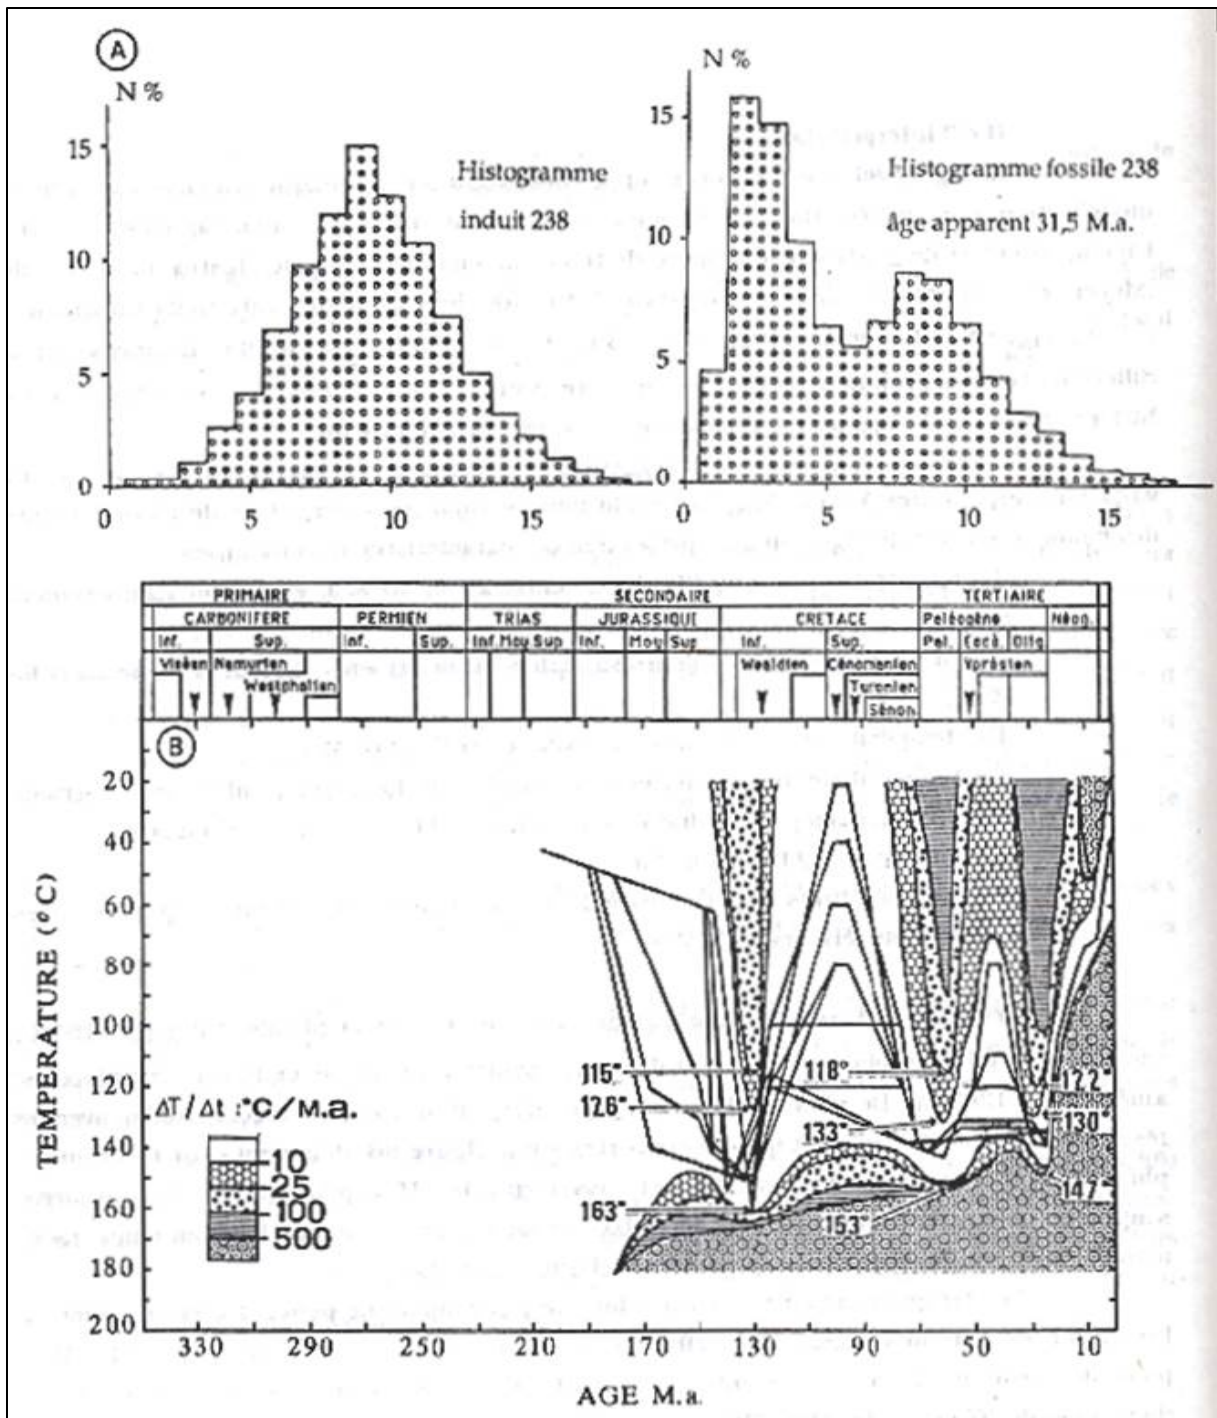 A
N %
15
10
5
0
0 5 10 15
Histogramme
induit 238
N %
15
10
5
0
0 5 10 15
Histogramme fossile 238
âge apparent 31,5 M.a.
PRIMAIRE SECONDAIRE TERTIAIRE
CARBONIFERE PERMIEN TRIAS JURASSIQUE CRETACE Paléogène Néog.
Inf. Sup. Inf. Sup. Inf. Moy Sup Inf. Moy Sup Inf. Sup. Pal. Eocè. Olig
Viséen Namurien Wealdien Cénomanien Yprésien
Westphalien Turonien
Sénon.
B
TEMPERATURE (°C)
20
40
60
80
100
120
140
160
180
200
115°
126°
163°
118°
133°
153°
122°
130°
147°
ΔT/Δt :°C/M.a.
10
25
100
500
330 290 250 210 170 130 90 50 10
AGE M.a.